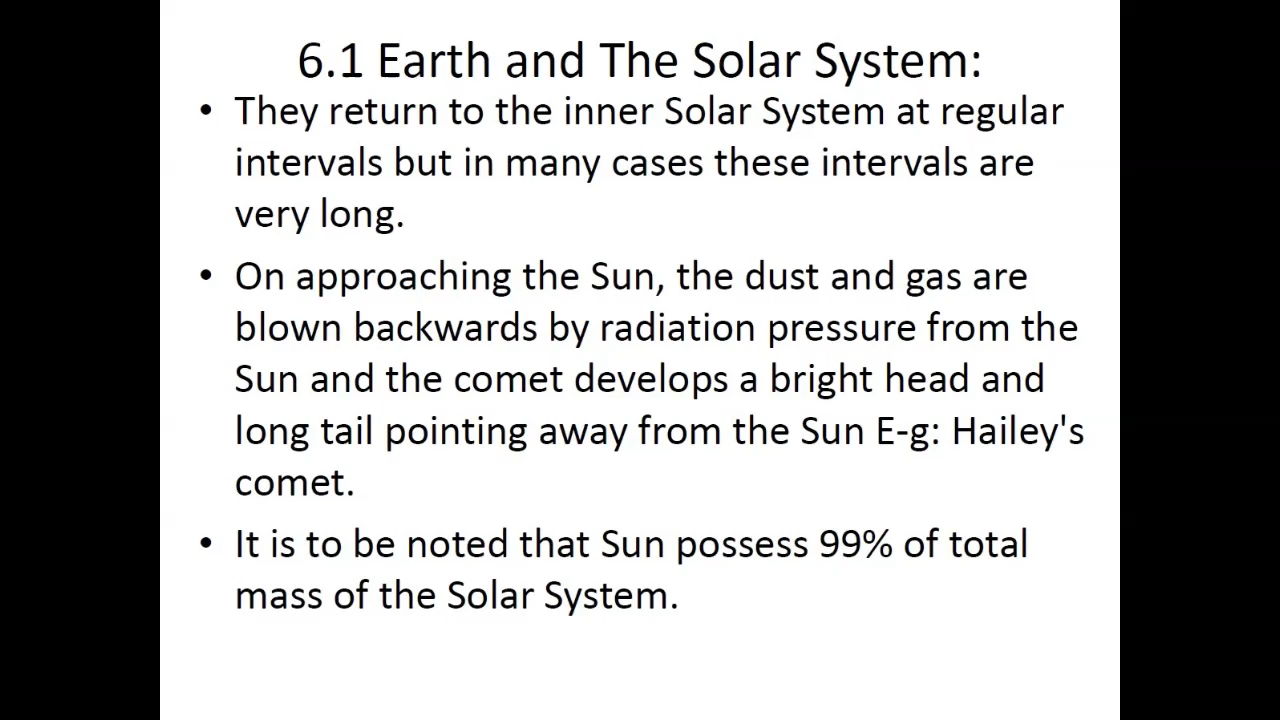 6.1 Earth and The Solar System:
• They return to the inner Solar System at regular
intervals but in many cases these intervals are
very long.
• On approaching the Sun, the dust and gas are
blown backwards by radiation pressure from the
Sun and the comet develops a bright head and
long tail pointing away from the Sun E-g: Hailey's
comet.
• It is to be noted that Sun possess 99% of total
mass of the Solar System.